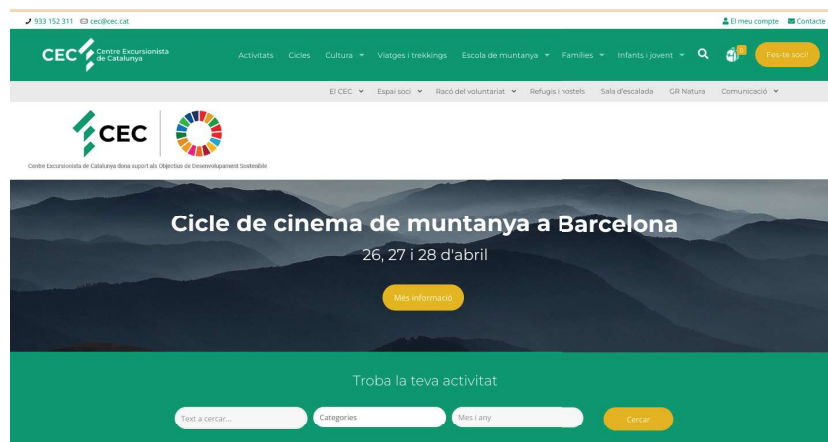 933 152 311 cec@cec.cat El meu compte Contacte
CEC Centre Excursionista
de Catalunya
Activitats Cicles Cultura Viatges i trekkings Escola de muntanya Famílies Infants i jovent 0 Fes-te soci!
El CEC Espai soci Racó del voluntariat Refugis i hostels Sala d'escalada GR Natura Comunicació
CEC
Centre Excursionista de Catalunya dona suport als Objectius de Desenvolupament Sostenible
Cicle de cinema de muntanya a Barcelona
26, 27 i 28 d'abril
Més informació
Troba la teva activitat
Text a cercar... Categories Mes i any Cercar